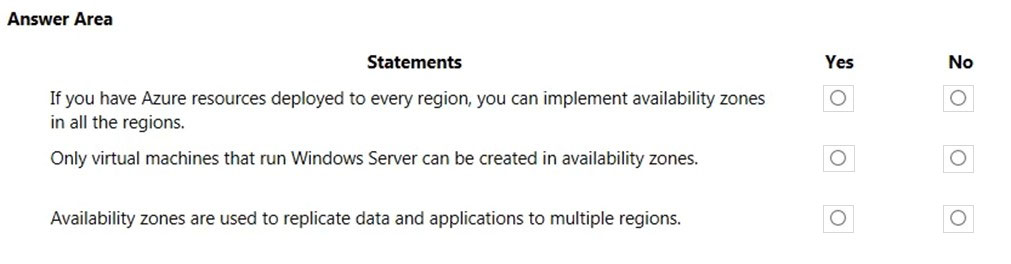 Answer Area
Statements Yes No
If you have Azure resources deployed to every region, you can implement availability zones
in all the regions.
Only virtual machines that run Windows Server can be created in availability zones.
Availability zones are used to replicate data and applications to multiple regions.